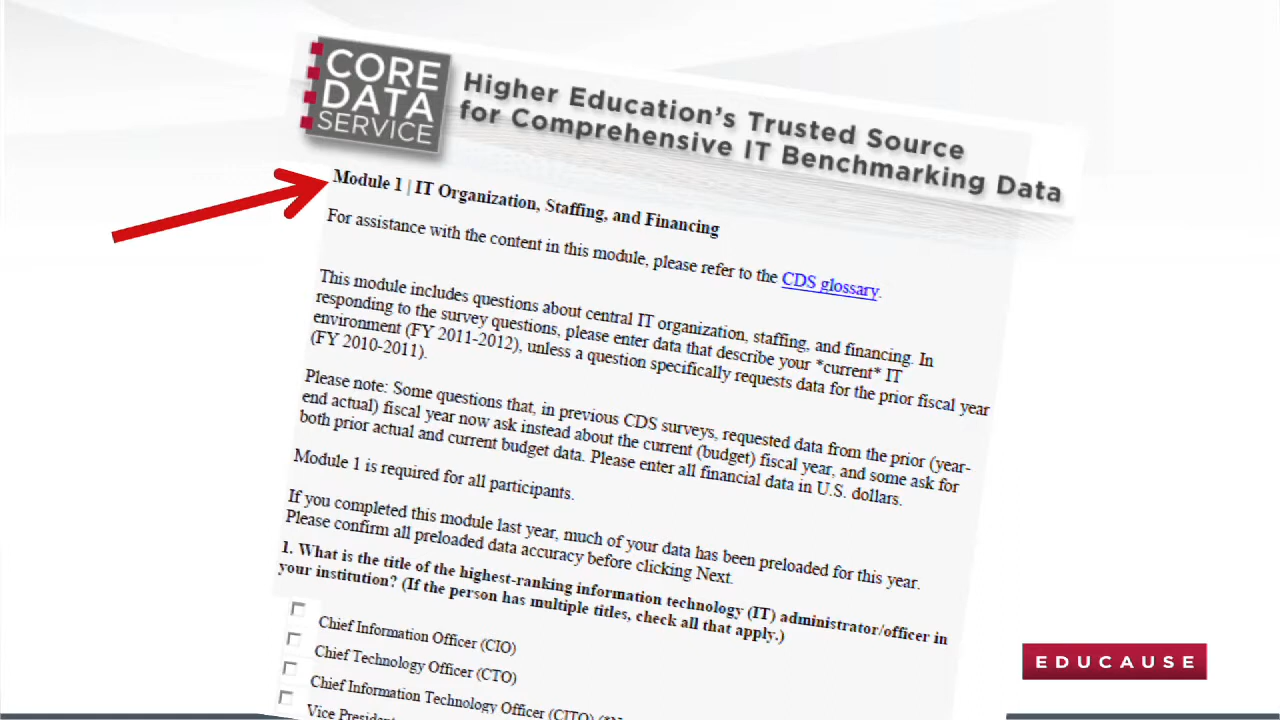 CORE
DATA
SERVICE
Higher Education's Trusted Source
for Comprehensive IT Benchmarking Data
Module 1 | IT Organization, Staffing, and Financing
For assistance with the content in this module, please refer to the CDS glossary.
This module includes questions about central IT organization, staffing, and financing. In
responding to the survey questions, please enter data that describe your *current* IT
environment (FY 2011-2012), unless a question specifically requests data for the prior fiscal year
(FY 2010-2011).
Please note: Some questions that, in previous CDS surveys, requested data from the prior (year-
end actual) fiscal year now ask instead about the current (budget) fiscal year, and some ask for
both prior actual and current budget data. Please enter all financial data in U.S. dollars.
Module 1 is required for all participants.
If you completed this module last year, much of your data has been preloaded for this year.
Please confirm all preloaded data accuracy before clicking Next.
1. What is the title of the highest-ranking information technology (IT) administrator/officer in
your institution? (If the person has multiple titles, check all that apply.)
Chief Information Officer (CIO)
Chief Technology Officer (CTO)
Chief Information Technology Officer (CITO)
Vice
EDUCAUSE